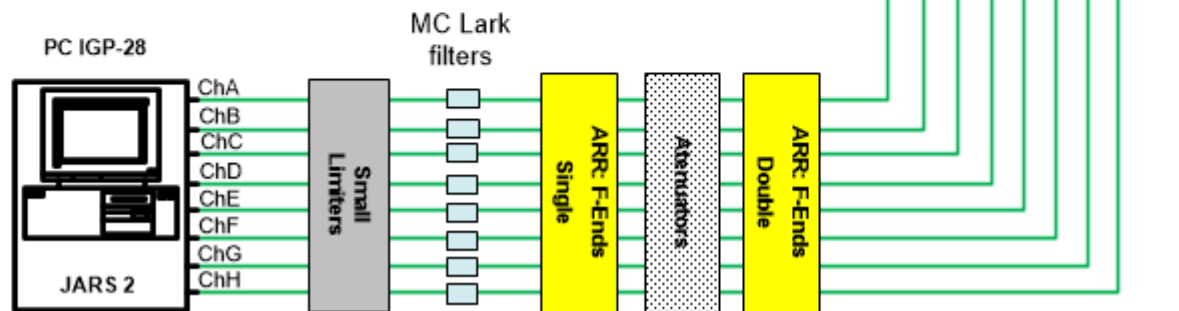 MC Lark
filters
PC IGP-28
ChA
ChB
ChC
ChD
ChE
ChF
ChG
ChH
JARS 2
Small
Limiters
ARR: F-Ends
Single
Atenuators
ARR: F-Ends
Double